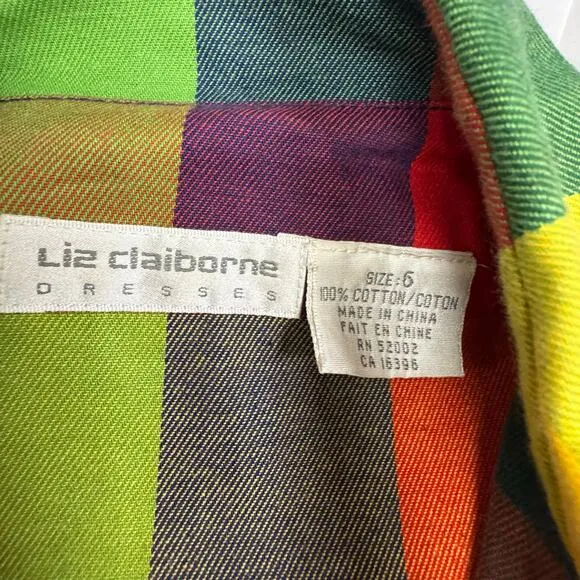 Liz claiborne
DRESSES
SIZE: 6
100% COTTON/COTON
MADE IN CHINA
FAIT EN CHINE
RN 52002
CA 16396